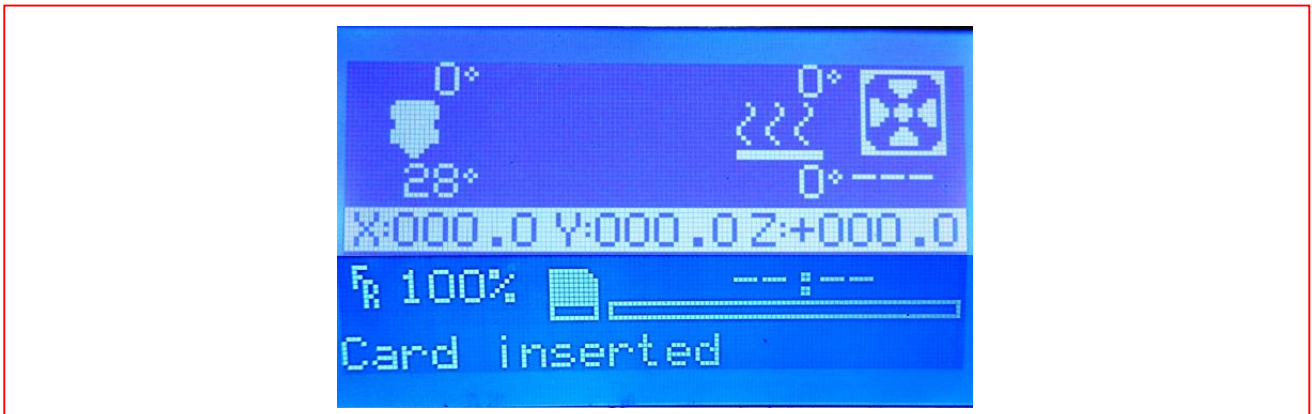 0° 0°
28° 0° ---
X:000.0 Y:000.0 Z:+000.0
FR 100% --:--
Card inserted